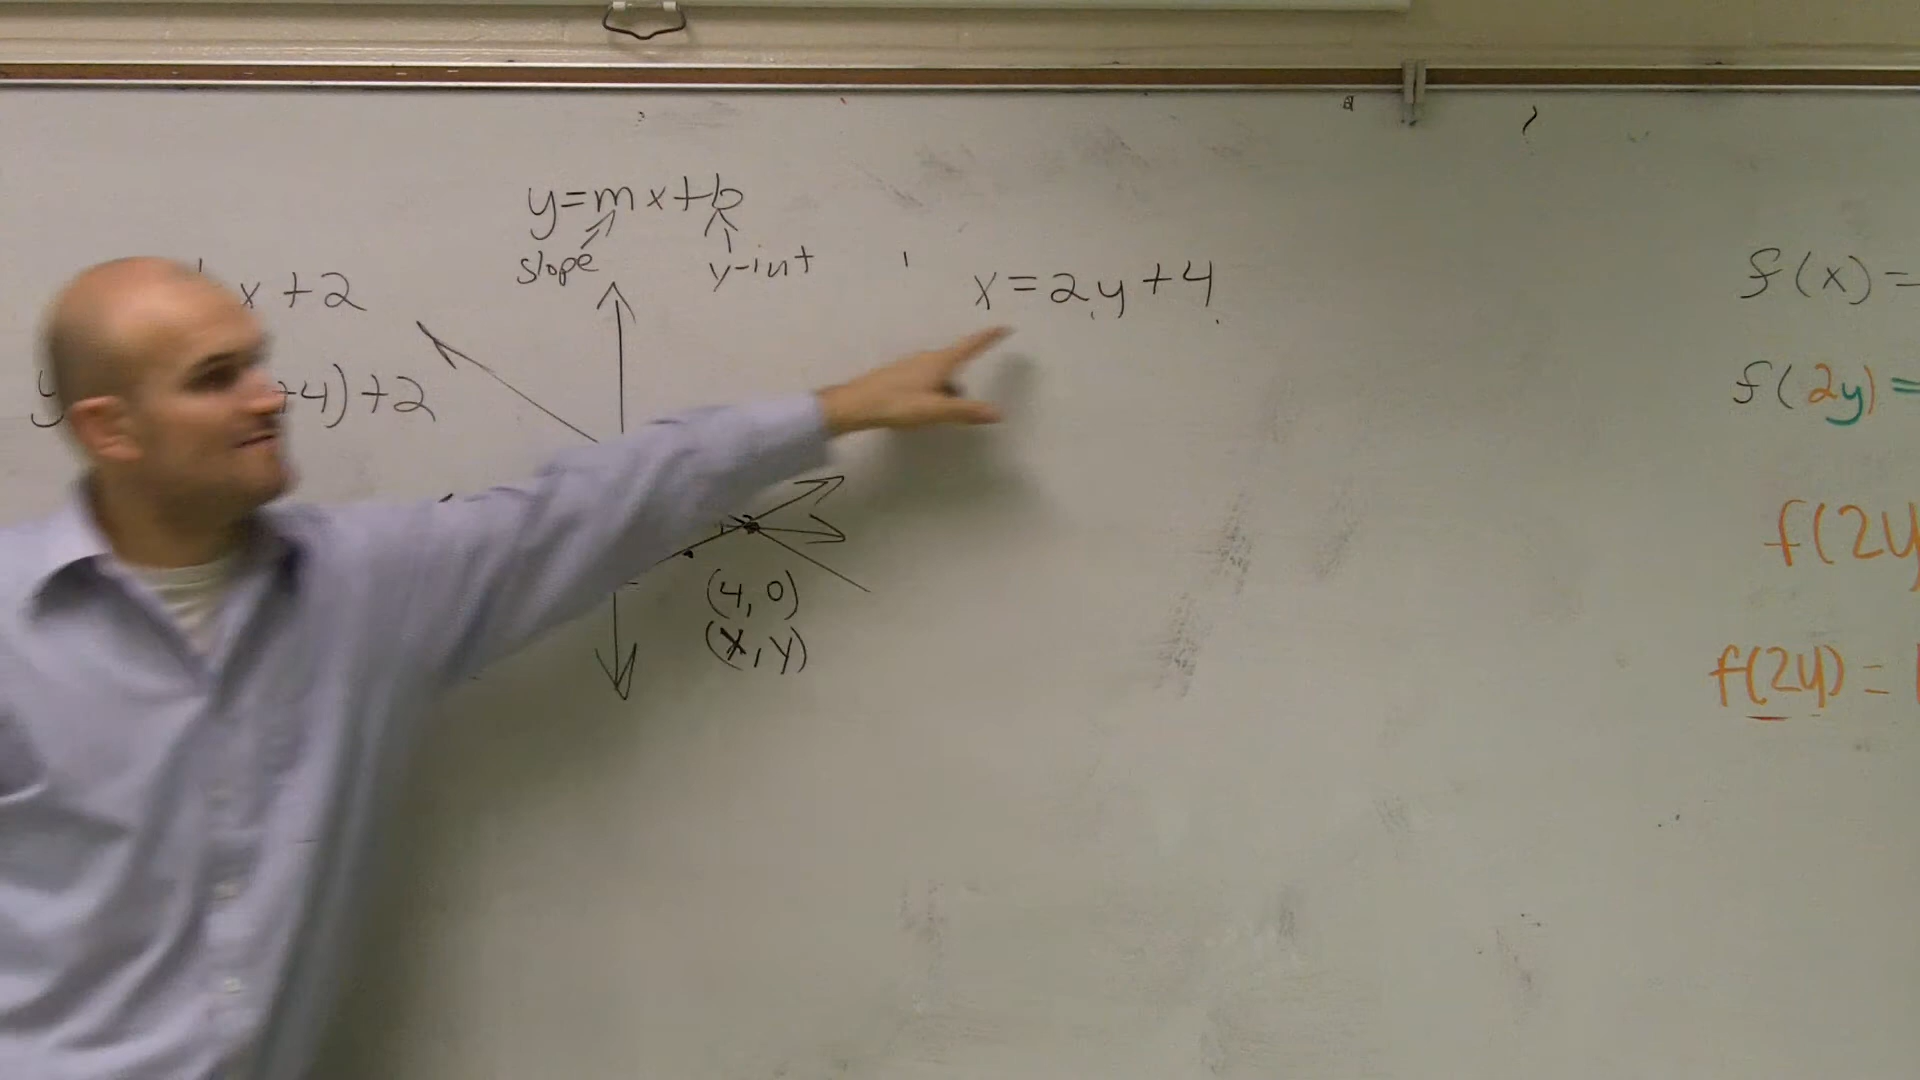 y=mx+b
slope y-int
x+2
x=2y+4
y +4)+2
(4,0)
(x,y)
f(x)=
f(2y)=
f(2y
f(2y)=